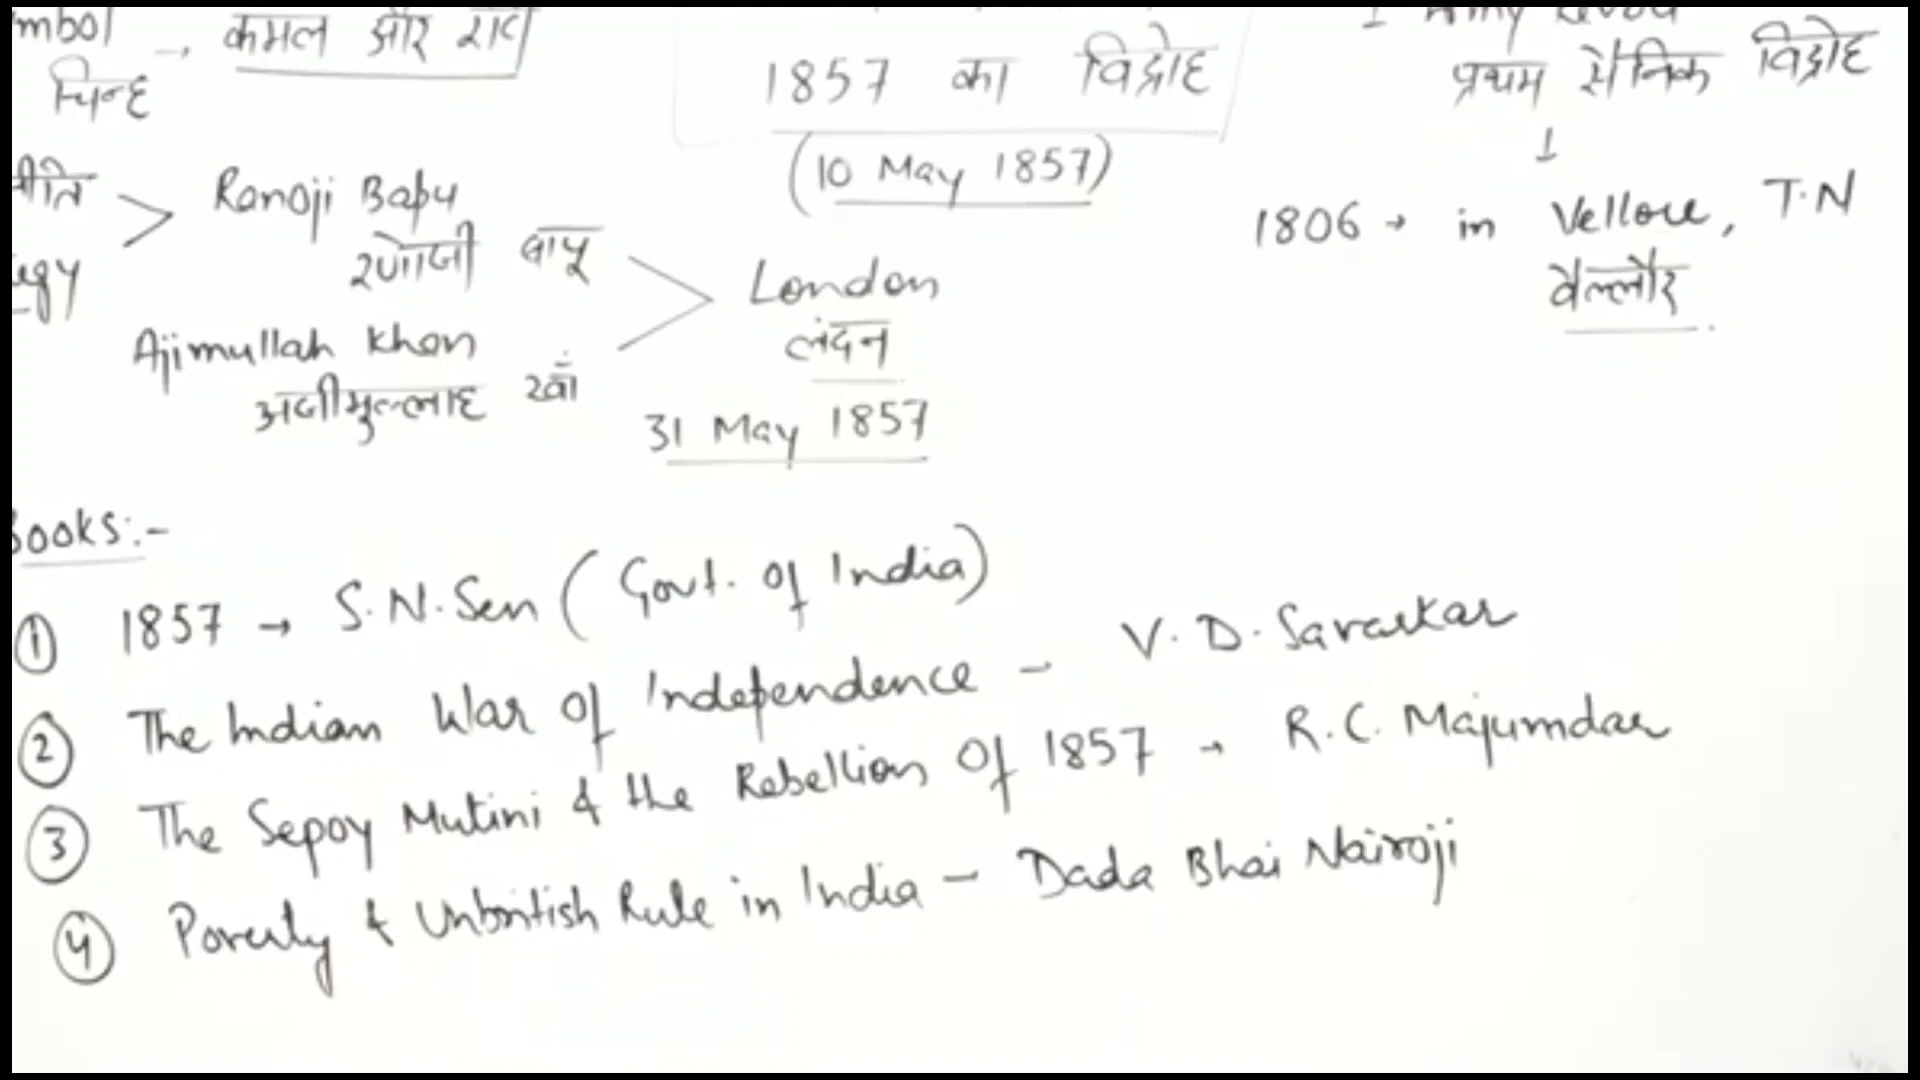 mbol → कमल और रोटी
चिन्ह
1857 का विद्रोह
(10 May 1857)
प्रथम सैनिक विद्रोह
1806 → in Vellore, T.N
वेल्लौर
Ranoji Bapu
रणोजी बापू
Ajimullah Khan
अजीमुल्लाह खां
London
लंदन
31 May 1857
Books:-
① 1857 → S.N.Sen (Govt. of India)
② The Indian War of Independence - V.D.Savarkar
③ The Sepoy Mutini & the Rebellion of 1857 → R.C. Majumdar
④ Poverty & Unbritish Rule in India - Dada Bhai Nairoji